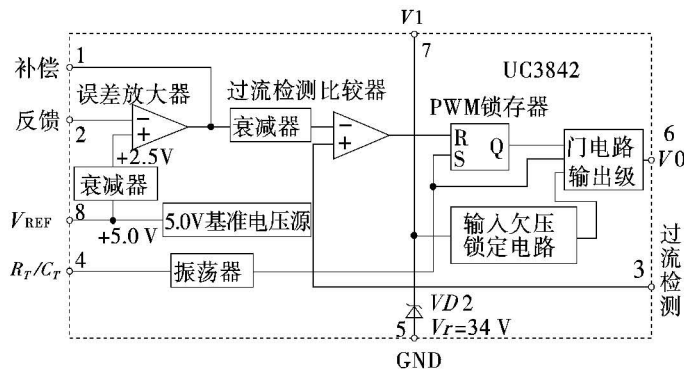 V1
7
UC3842
补偿
1
误差放大器
过流检测比较器
PWM锁存器
反馈
2
−
+
衰减器
−
+
R
S
Q
门电路
输出级
6
V0
+2.5V
衰减器
VREF
8
+5.0 V
5.0V基准电压源
输入欠压
锁定电路
RT/CT
4
振荡器
3
过流检测
VD2
Vr=34 V
5
GND